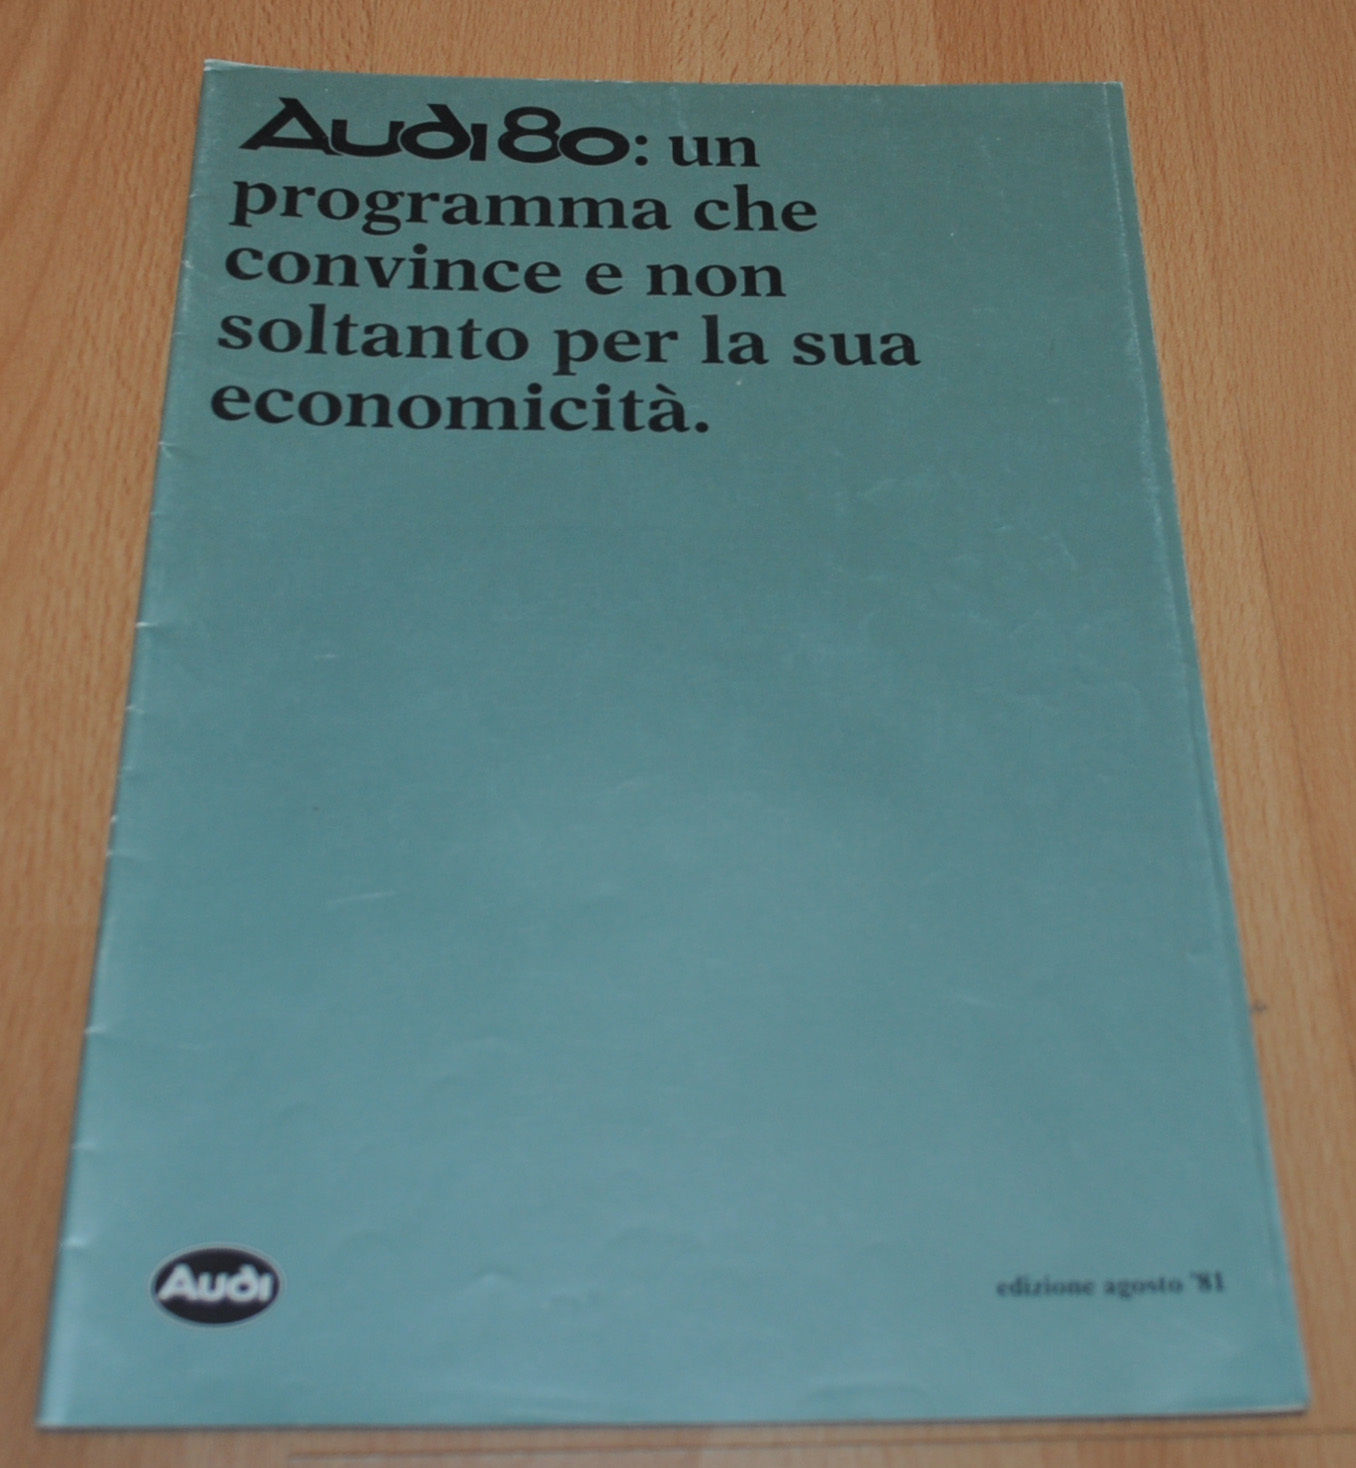 Audi 80: un
programma che
convince e non
soltanto per la sua
economicità.
Audi
edizione agosto '81